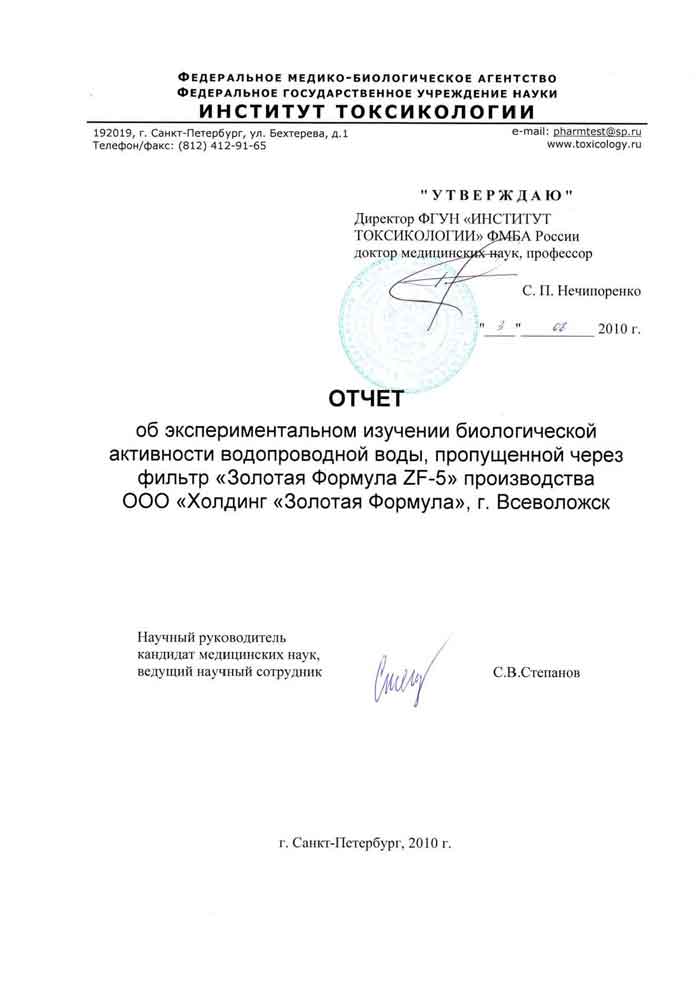 ФЕДЕРАЛЬНОЕ МЕДИКО-БИОЛОГИЧЕСКОЕ АГЕНТСТВО
ФЕДЕРАЛЬНОЕ ГОСУДАРСТВЕННОЕ УЧРЕЖДЕНИЕ НАУКИ
ИНСТИТУТ ТОКСИКОЛОГИИ
192019, г. Санкт-Петербург, ул. Бехтерева, д.1
e-mail: pharmtest@sp.ru
Телефон/факс: (812) 412-91-65
www.toxicology.ru
"УТВЕРЖДАЮ"
Директор ФГУН «ИНСТИТУТ
ТОКСИКОЛОГИИ» ФМБА России
доктор медицинских наук, профессор
С. П. Нечипоренко
"3" 08 2010 г.
ОТЧЕТ
об экспериментальном изучении биологической
активности водопроводной воды, пропущенной через
фильтр «Золотая Формула ZF-5» производства
ООО «Холдинг «Золотая Формула», г. Всеволожск
Научный руководитель
кандидат медицинских наук,
ведущий научный сотрудник
С.В.Степанов
г. Санкт-Петербург, 2010 г.